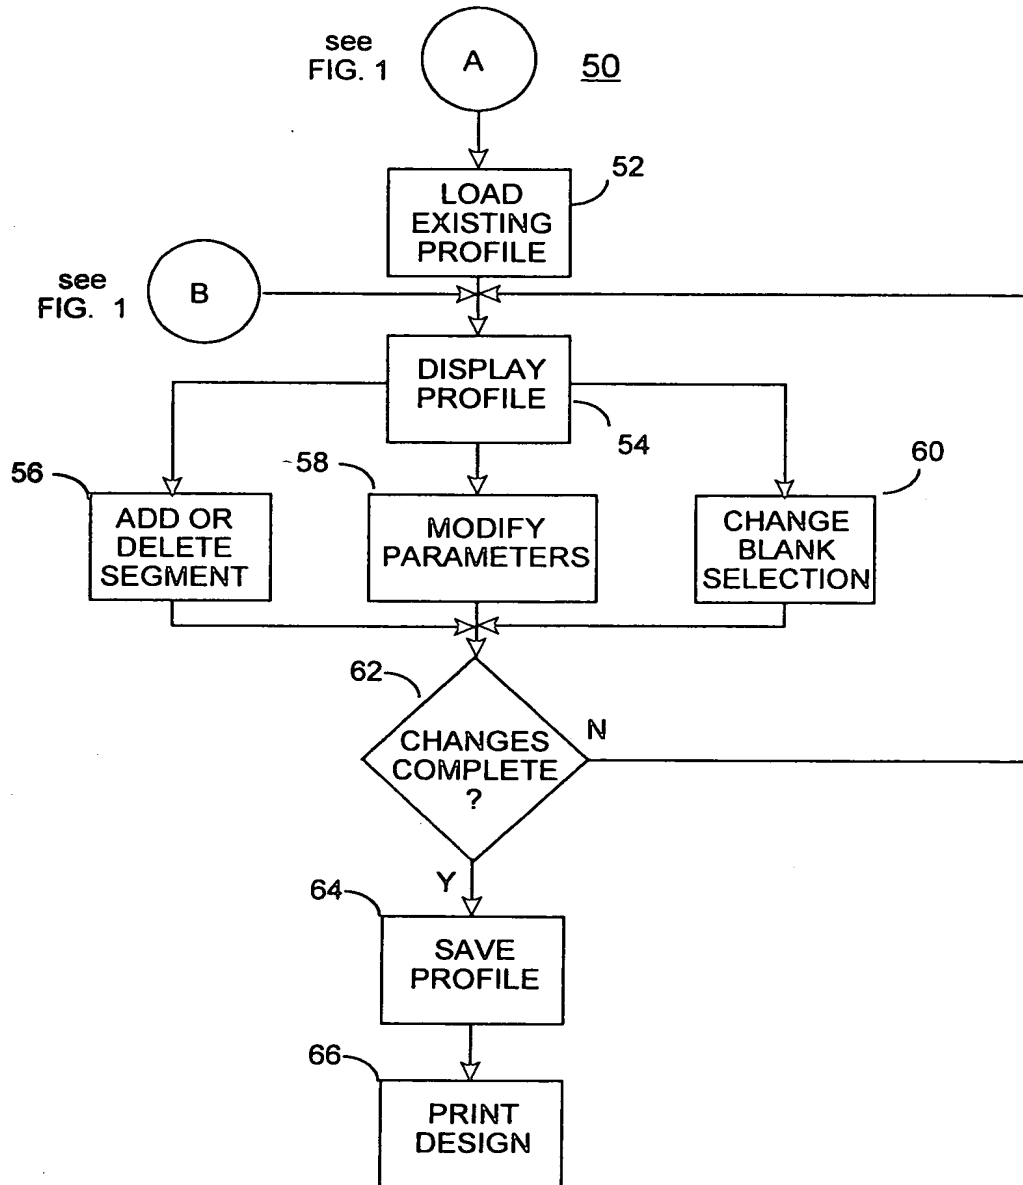 see
FIG. 1
A
50
52
LOAD
EXISTING
PROFILE
see
FIG. 1
B
DISPLAY
PROFILE
54
56
ADD OR
DELETE
SEGMENT
58
MODIFY
PARAMETERS
60
CHANGE
BLANK
SELECTION
62
CHANGES
COMPLETE
?
N
Y
64
SAVE
PROFILE
66
PRINT
DESIGN